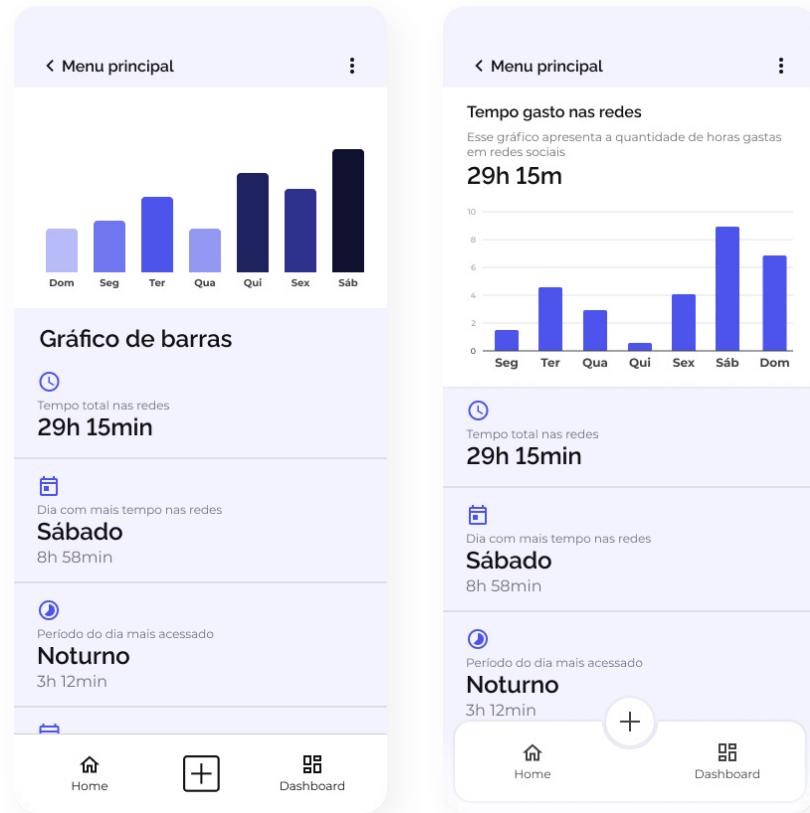 Menu principal
Dom Seg Ter Qua Qui Sex Sáb
Gráfico de barras
Tempo total nas redes
29h 15min
Dia com mais tempo nas redes
Sábado
8h 58min
Período do dia mais acessado
Noturno
3h 12min
Home
Dashboard
Menu principal
Tempo gasto nas redes
Esse gráfico apresenta a quantidade de horas gastas
em redes sociais
29h 15m
10
8
6
4
2
0
Seg Ter Qua Qui Sex Sáb Dom
Tempo total nas redes
29h 15min
Dia com mais tempo nas redes
Sábado
8h 58min
Período do dia mais acessado
Noturno
3h 12min
Home
Dashboard